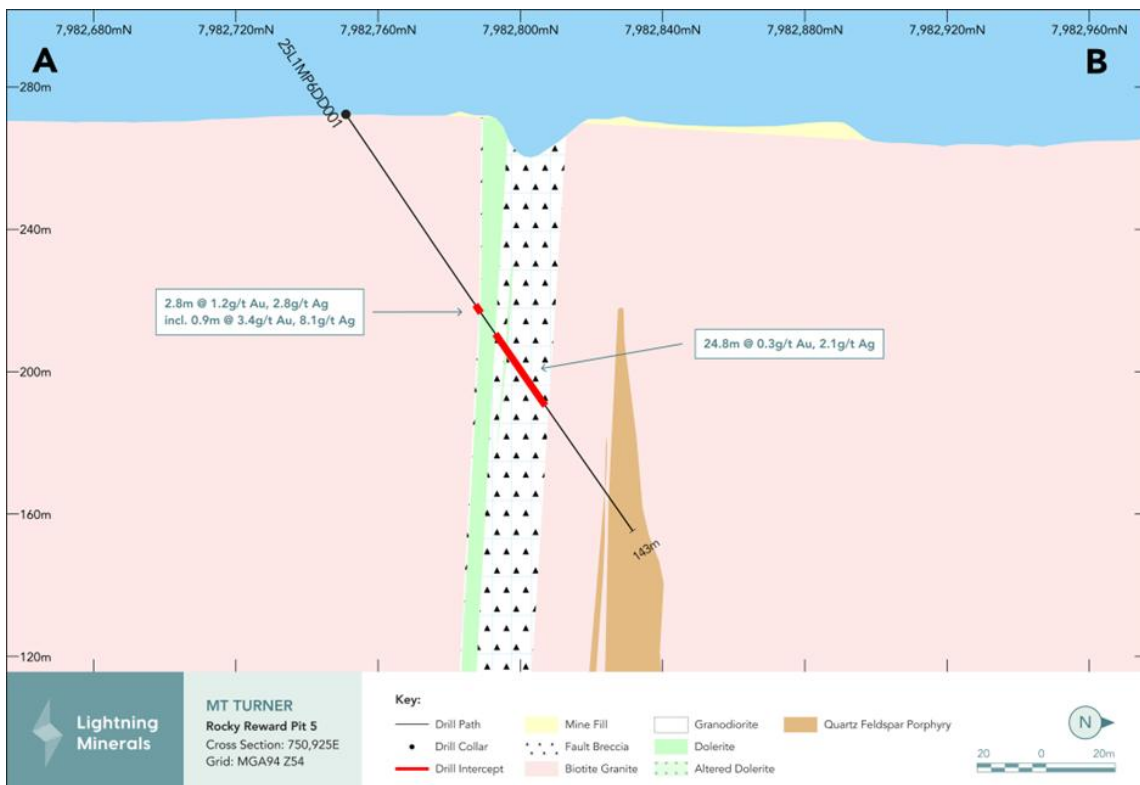 7,982,680mN 7,982,720mN 7,982,760mN 7,982,800mN 7,982,840mN 7,982,880mN 7,982,920mN 7,982,960mN
A
B
25L1MP6DD001
280m
240m
200m
160m
120m
2.8m @ 1.2g/t Au, 2.8g/t Ag
incl. 0.9m @ 3.4g/t Au, 8.1g/t Ag
24.8m @ 0.3g/t Au, 2.1g/t Ag
143m
Lightning
Minerals
MT TURNER
Rocky Reward Pit 5
Cross Section: 750,925E
Grid: MGA94 Z54
Key:
Drill Path
Drill Collar
Drill Intercept
Mine Fill
Fault Breccia
Biotite Granite
Granodiorite
Dolerite
Altered Dolerite
Quartz Feldspar Porphyry
N
20 0 20m